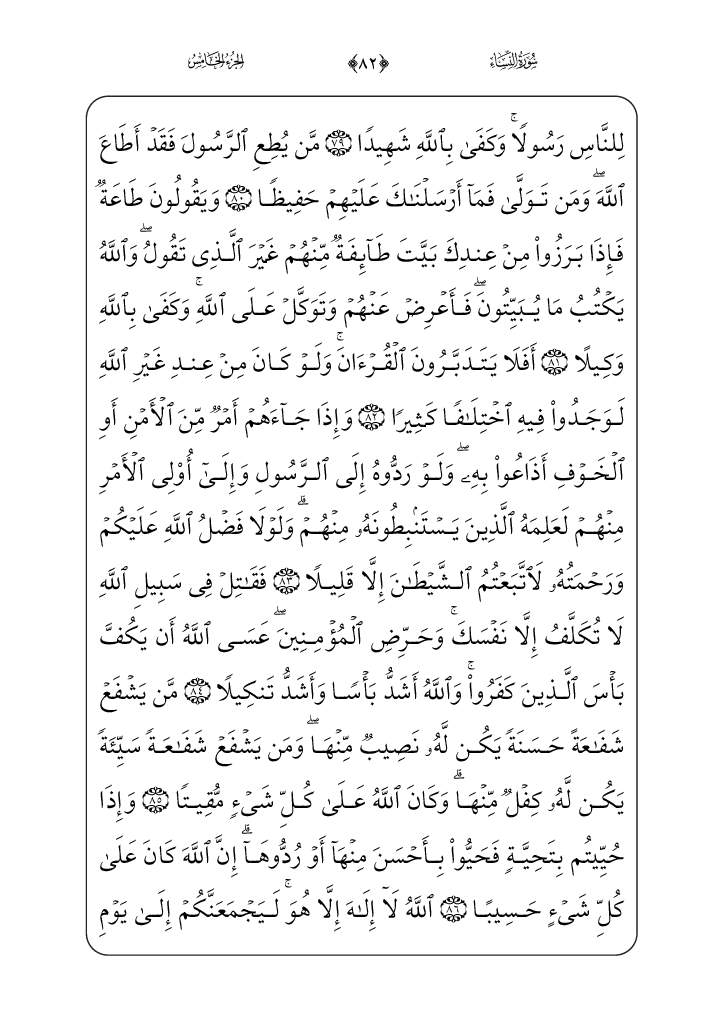 سُورَةُ النِّسَاء ﴿٨٢﴾ الجُزءُ الخَامِسُ
لِلنَّاسِ رَسُولٗاۚ وَكَفَىٰ بِٱللَّهِ شَهِيدٗا ٧٩ مَّن يُطِعِ ٱلرَّسُولَ فَقَدۡ أَطَاعَ
ٱللَّهَۖ وَمَن تَوَلَّىٰ فَمَآ أَرۡسَلۡنَٰكَ عَلَيۡهِمۡ حَفِيظٗا ٨٠ وَيَقُولُونَ طَاعَةٞ
فَإِذَا بَرَزُواْ مِنۡ عِندِكَ بَيَّتَ طَآئِفَةٞ مِّنۡهُمۡ غَيۡرَ ٱلَّذِي تَقُولُۖ وَٱللَّهُ
يَكۡتُبُ مَا يُبَيِّتُونَۖ فَأَعۡرِضۡ عَنۡهُمۡ وَتَوَكَّلۡ عَلَى ٱللَّهِۚ وَكَفَىٰ بِٱللَّهِ
وَكِيلًا ٨١ أَفَلَا يَتَدَبَّرُونَ ٱلۡقُرۡءَانَۚ وَلَوۡ كَانَ مِنۡ عِندِ غَيۡرِ ٱللَّهِ
لَوَجَدُواْ فِيهِ ٱخۡتِلَٰفٗا كَثِيرٗا ٨٢ وَإِذَا جَآءَهُمۡ أَمۡرٞ مِّنَ ٱلۡأَمۡنِ أَوِ
ٱلۡخَوۡفِ أَذَاعُواْ بِهِۦۖ وَلَوۡ رَدُّوهُ إِلَى ٱلرَّسُولِ وَإِلَىٰٓ أُوْلِي ٱلۡأَمۡرِ
مِنۡهُمۡ لَعَلِمَهُ ٱلَّذِينَ يَسۡتَنۢبِطُونَهُۥ مِنۡهُمۡۗ وَلَوۡلَا فَضۡلُ ٱللَّهِ عَلَيۡكُمۡ
وَرَحۡمَتُهُۥ لَٱتَّبَعۡتُمُ ٱلشَّيۡطَٰنَ إِلَّا قَلِيلٗا ٨٣ فَقَٰتِلۡ فِي سَبِيلِ ٱللَّهِ
لَا تُكَلَّفُ إِلَّا نَفۡسَكَۚ وَحَرِّضِ ٱلۡمُؤۡمِنِينَۖ عَسَى ٱللَّهُ أَن يَكُفَّ
بَأۡسَ ٱلَّذِينَ كَفَرُواْۚ وَٱللَّهُ أَشَدُّ بَأۡسٗا وَأَشَدُّ تَنكِيلٗا ٨٤ مَّن يَشۡفَعۡ
شَفَٰعَةً حَسَنَةٗ يَكُن لَّهُۥ نَصِيبٞ مِّنۡهَاۖ وَمَن يَشۡفَعۡ شَفَٰعَةٗ سَيِّئَةٗ
يَكُن لَّهُۥ كِفۡلٞ مِّنۡهَاۗ وَكَانَ ٱللَّهُ عَلَىٰ كُلِّ شَيۡءٖ مُّقِيتٗا ٨٥ وَإِذَا
حُيِّيتُم بِتَحِيَّةٖ فَحَيُّواْ بِأَحۡسَنَ مِنۡهَآ أَوۡ رُدُّوهَآۗ إِنَّ ٱللَّهَ كَانَ عَلَىٰ
كُلِّ شَيۡءٍ حَسِيبًا ٨٦ ٱللَّهُ لَآ إِلَٰهَ إِلَّا هُوَۚ لَيَجۡمَعَنَّكُمۡ إِلَىٰ يَوۡمِ